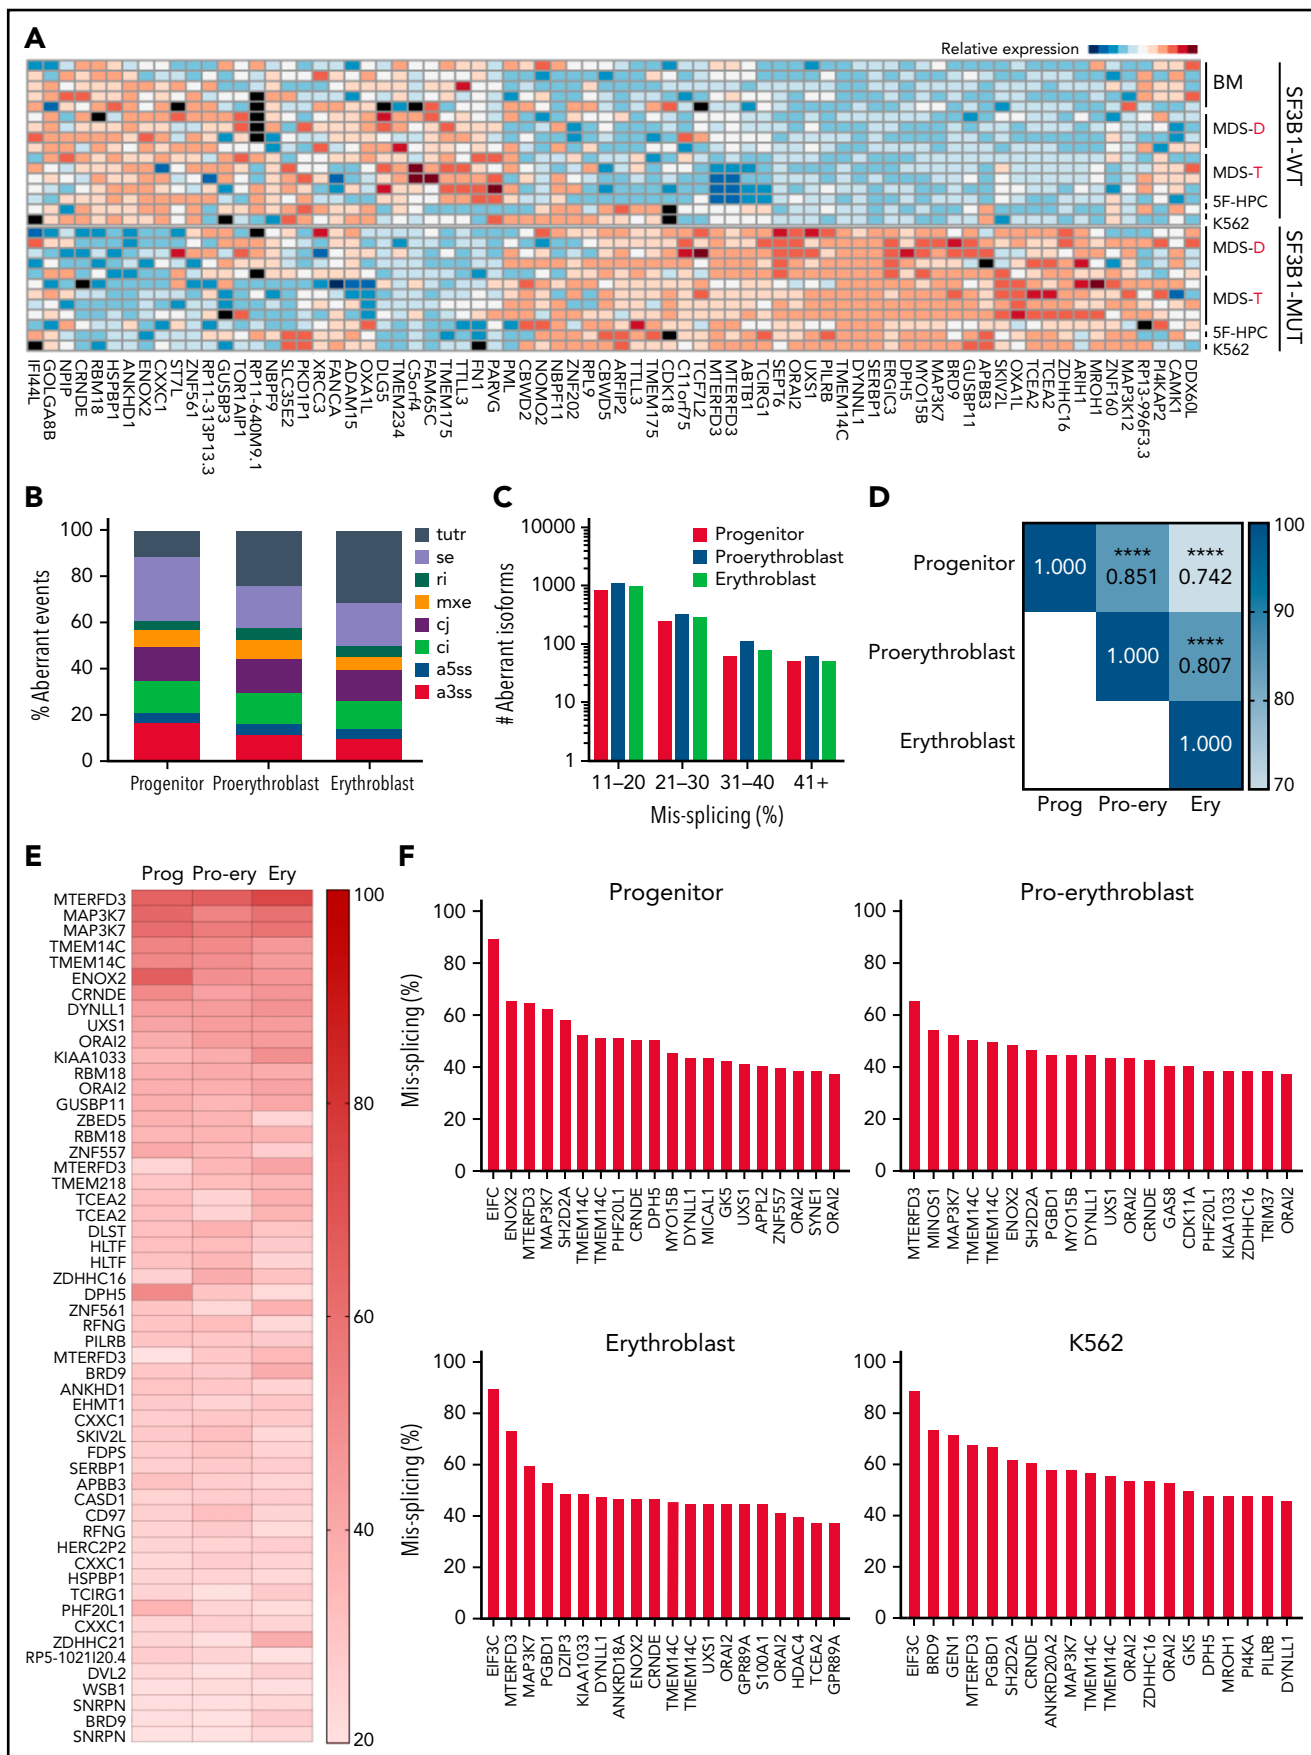 A
Relative expression
BM
MDS-D
MDS-T
5F-HPC
K562
SF3B1-WT
MDS-D
MDS-T
5F-HPC
K562
SF3B1-MUT
IFI44L
GOLGA8B
NPIP
CRNDE
RBM18
HSPBP1
ANKHD1
ENOX2
CXXC1
ST7L
ZNF561
RP11-313P13.3
GUSBP3
TOR1AIP1
RP11-640M9.1
NBPF9
SLC35E2
PKD1P1
XRCC3
FANCA
ADAM15
OXA1L
DLG5
TMEM234
C5orf4
FAM65C
TMEM175
TTLL3
FN1
PARVG
PML
CBWD2
NOMO2
NBPF11
ZNF202
RPL9
CBWD5
ARFIP2
TTLL3
TMEM175
CDK18
C11orf75
TCF7L2
MTERFD3
MTERFD3
ABTB1
TCIRG1
SEPT6
ORAI2
UXS1
PILRB
TMEM14C
DYNNL1
SERBP1
ERGIC3
DPH5
MYO15B
MAP3K7
BRD9
GUSBP11
APBB3
SKIV2L
OXA1L
TCEA2
TCEA2
ZDHHC16
ARIH1
MROH1
ZNF160
MAP3K12
RP13-996F3.3
PI4KAP2
CAMK1
DDX60L
B
% Aberrant events
100
80
60
40
20
0
Progenitor
Proerythroblast
Erythroblast
tutr
se
ri
mxe
cj
ci
a5ss
a3ss
C
# Aberrant isoforms
10000
1000
100
10
1
Progenitor
Proerythroblast
Erythroblast
11–20
21–30
31–40
41+
Mis-splicing (%)
D
Progenitor
1.000
****
0.851
****
0.742
Proerythroblast
1.000
****
0.807
Erythroblast
1.000
Prog
Pro-ery
Ery
100
90
80
70
E
Prog Pro-ery Ery
MTERFD3
MAP3K7
MAP3K7
TMEM14C
TMEM14C
ENOX2
CRNDE
DYNLL1
UXS1
ORAI2
KIAA1033
RBM18
ORAI2
GUSBP11
ZBED5
RBM18
ZNF557
MTERFD3
TMEM218
TCEA2
TCEA2
DLST
HLTF
HLTF
ZDHHC16
DPH5
ZNF561
RFNG
PILRB
MTERFD3
BRD9
ANKHD1
EHMT1
CXXC1
SKIV2L
FDPS
SERBP1
APBB3
CASD1
CD97
RFNG
HERC2P2
CXXC1
HSPBP1
TCIRG1
PHF20L1
CXXC1
ZDHHC21
RP5-1021I20.4
DVL2
WSB1
SNRPN
BRD9
SNRPN
100
80
60
40
20
F
Progenitor
Mis-splicing (%)
100
80
60
40
20
0
EIFC
ENOX2
MTERFD3
MAP3K7
SH2D2A
TMEM14C
TMEM14C
PHF20L1
CRNDE
DPH5
MYO15B
DYNLL1
MICAL1
GK5
UXS1
APPL2
ZNF557
ORAI2
SYNE1
ORAI2
Pro-erythroblast
100
80
60
40
20
0
MTERFD3
MINOS1
MAP3K7
TMEM14C
TMEM14C
ENOX2
SH2D2A
PGBD1
MYO15B
DYNLL1
UXS1
ORAI2
CRNDE
GAS8
CDK11A
PHF20L1
KIAA1033
ZDHHC16
TRIM37
ORAI2
Erythroblast
Mis-splicing (%)
100
80
60
40
20
0
EIF3C
MTERFD3
MAP3K7
PGBD1
DZIP3
KIAA1033
DYNLL1
ANKRD18A
ENOX2
CRNDE
TMEM14C
TMEM14C
UXS1
ORAI2
GPR89A
S100A1
ORAI2
HDAC4
TCEA2
GPR89A
K562
100
80
60
40
20
0
EIF3C
BRD9
GEN1
MTERFD3
PGBD1
SH2D2A
CRNDE
ANKRD20A2
MAP3K7
TMEM14C
TMEM14C
ORAI2
ZDHHC16
ORAI2
GK5
DPH5
MROH1
PI4KA
PILRB
DYNLL1